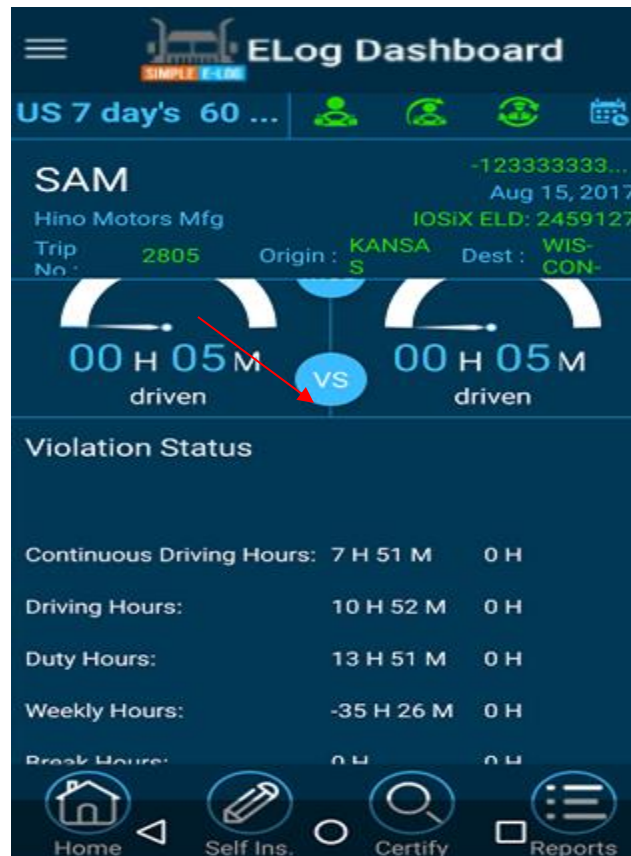 SIMPLE E-LOG
ELog Dashboard
US 7 day's 60 ...
SAM
-123333333...
Aug 15, 2017
Hino Motors Mfg
IOSiX ELD: 2459127
Trip No : 2805 Origin : KANSA
S Dest : WIS-
CON-
00 H 05 M
driven
VS
00 H 05 M
driven
Violation Status
Continuous Driving Hours: 7 H 51 M 0 H
Driving Hours: 10 H 52 M 0 H
Duty Hours: 13 H 51 M 0 H
Weekly Hours: -35 H 26 M 0 H
Break Hours: 0 H 0 H
Home Self Ins. Certify Reports